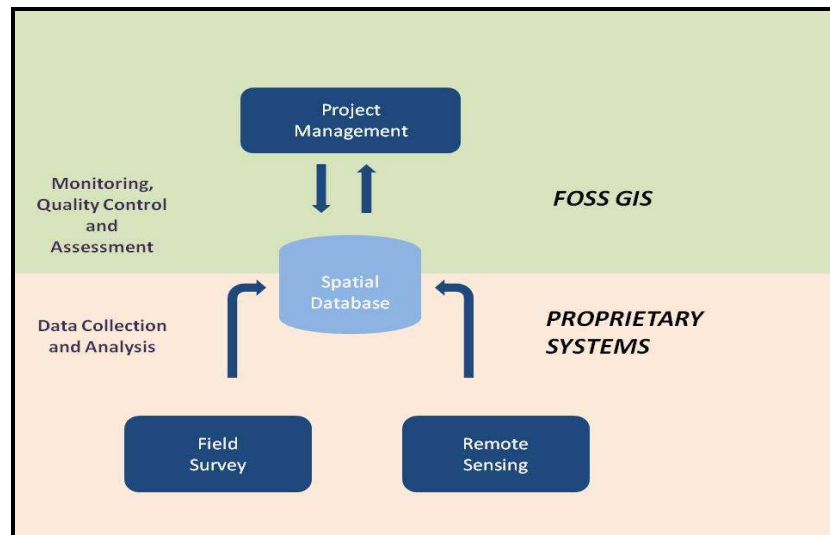 Project
Management
Monitoring,
Quality Control
and
Assessment
FOSS GIS
Spatial
Database
Data Collection
and Analysis
PROPRIETARY
SYSTEMS
Field
Survey
Remote
Sensing